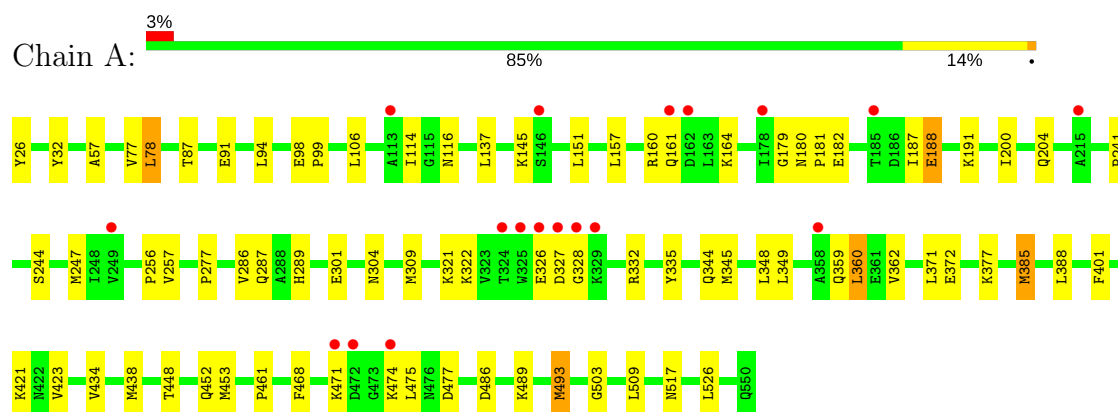 3%
Chain A:
85% 14% •
Y26 Y32 A57 V77 L78 T87 E91 L94 E98 P99 L106 A113 I114 G115 N116 L137 K145 S146 L151 L157 R160 Q161 D162 L163 K164 I178 G179 N180 P181 E182 T185 D186 I187 E188 K191 I200 Q204 A215
S244 M247 I248 V249 P256 V257 P277 V286 Q287 A288 H289 E301 N304 M309 K321 K322 V323 T324 W325 E326 D327 G328 K329 R332 Y335 Q344 M345 L348 L349 A358 Q359 L360 E361 V362 L371 E372 K377 M385 L388 F401
K421 N422 V423 V434 M438 T448 Q452 M453 P461 F468 K471 D472 G473 K474 L475 N476 D477 D486 K489 M493 G503 L509 N517 L526 Q550